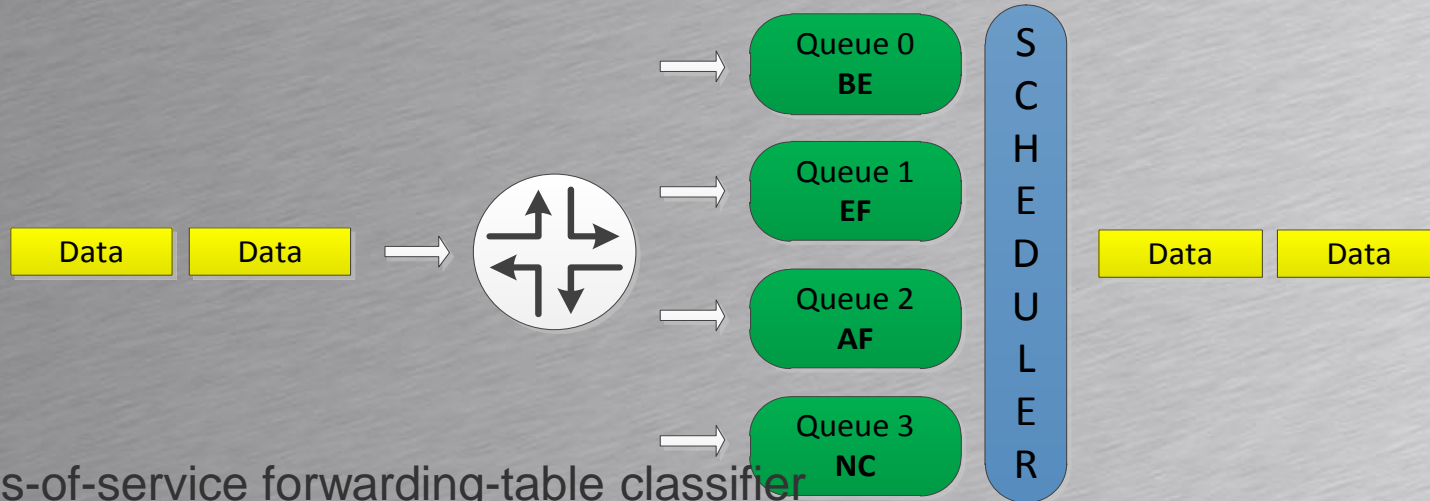 Queue 0
BE
Queue 1
EF
Data
Data
Queue 2
AF
Queue 3
NC
SCHEDULER
Data
Data
s-of-service forwarding-table classifier